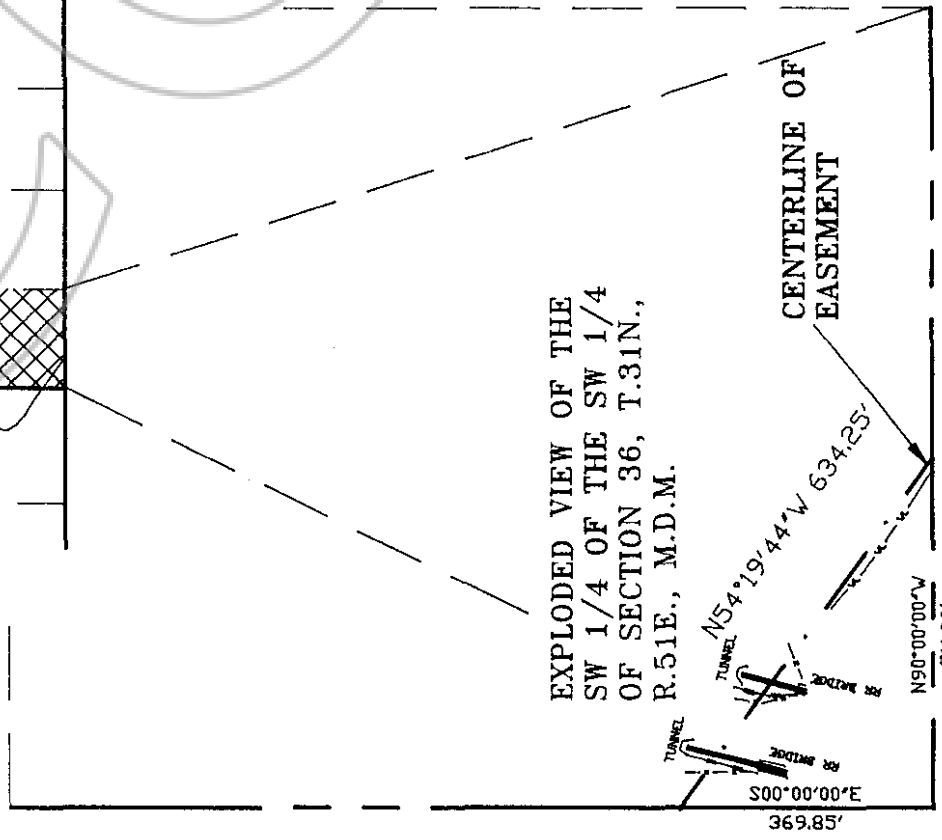 EXPLODED VIEW OF THE
SW 1/4 OF THE SW 1/4
OF SECTION 36, T.31N.,
R.51E., M.D.M.
CENTERLINE OF
EASEMENT
N54°19'44"W 634.25'
TUNNEL
TUNNEL
RR BRIDGE
RR BRIDGE
S00°00'00"E
369.85'
N90°00'00"W